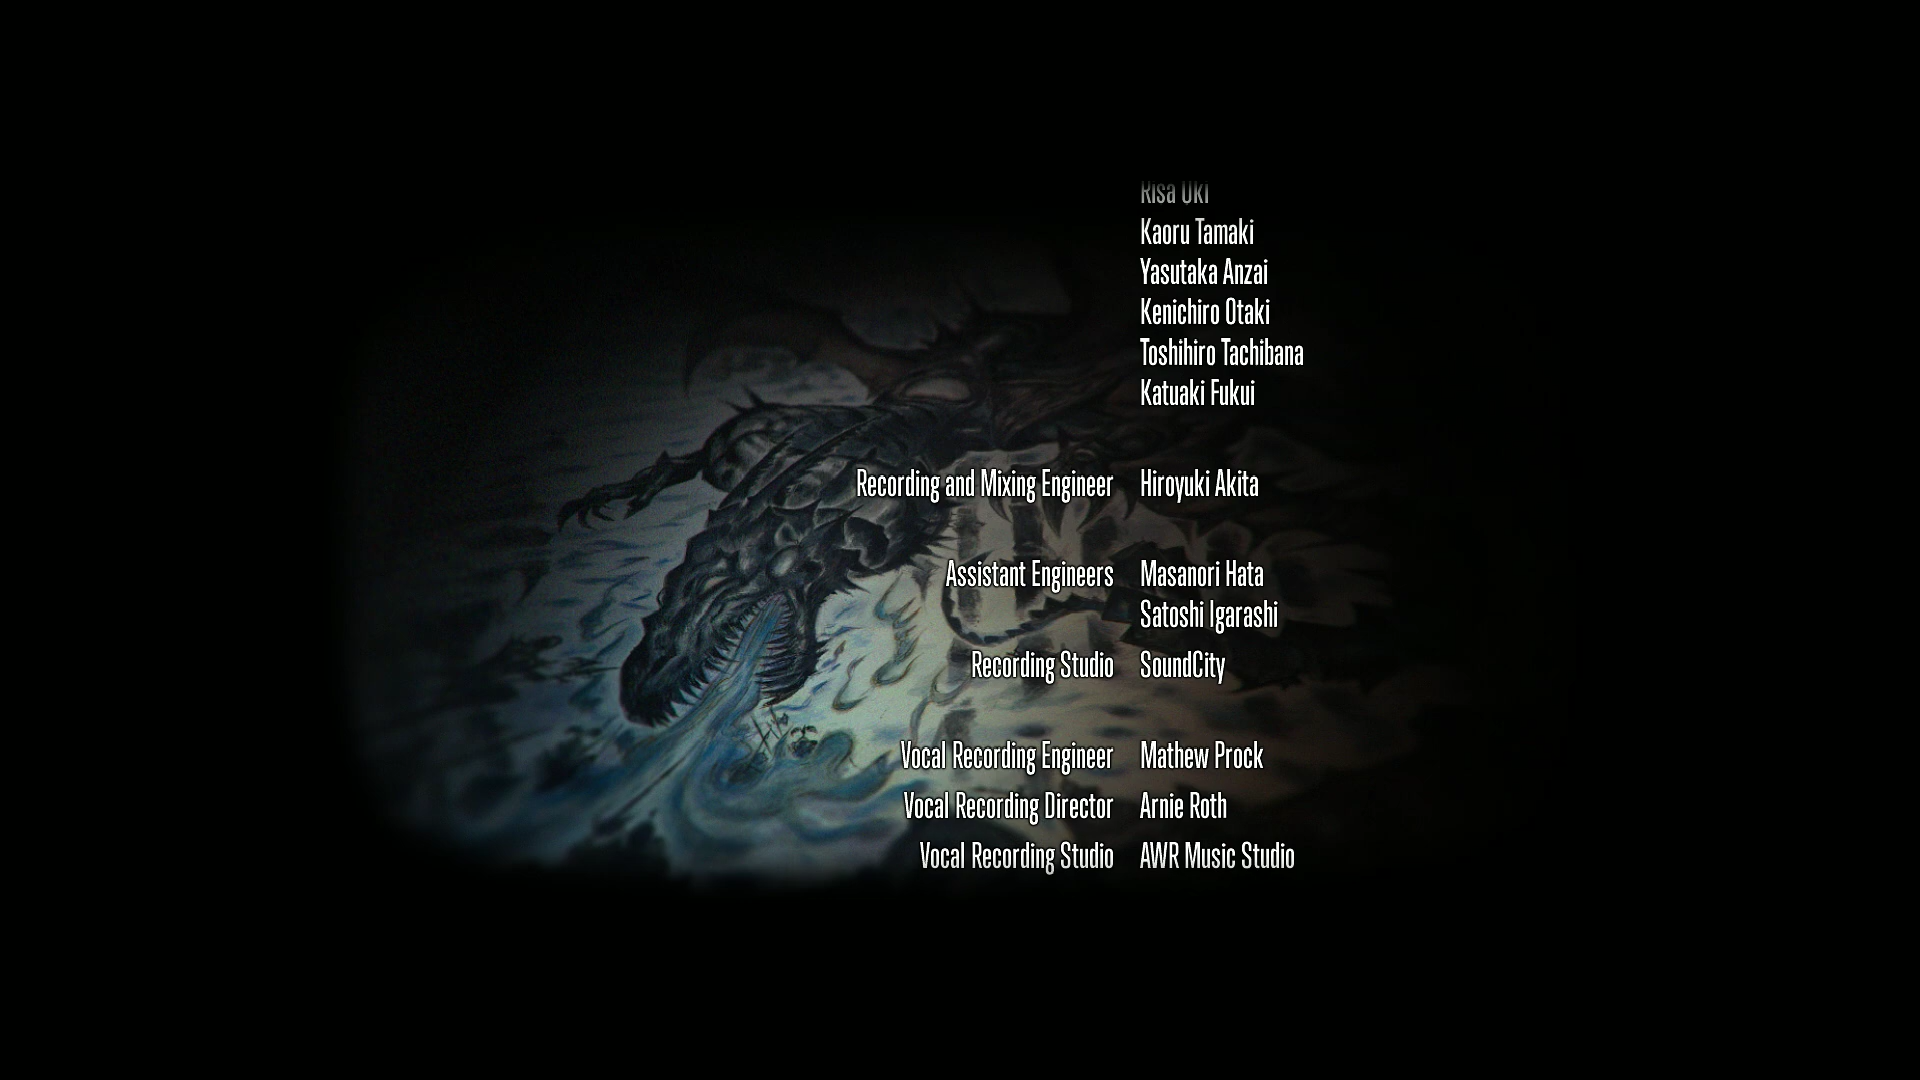 Risa Oki
Kaoru Tamaki
Yasutaka Anzai
Kenichiro Otaki
Toshihiro Tachibana
Katuaki Fukui
Recording and Mixing Engineer Hiroyuki Akita
Assistant Engineers Masanori Hata
Satoshi Igarashi
Recording Studio SoundCity
Vocal Recording Engineer Mathew Prock
Vocal Recording Director Arnie Roth
Vocal Recording Studio AWR Music Studio